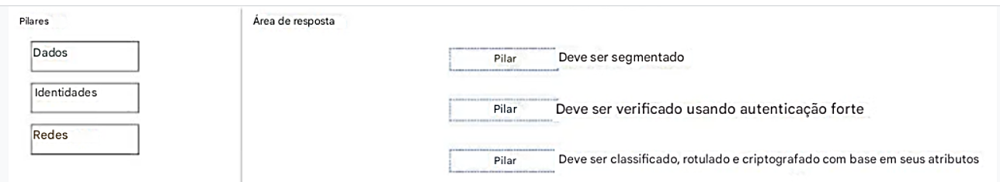 Pilares
Dados
Identidades
Redes
Área de resposta
Pilar Deve ser segmentado
Pilar Deve ser verificado usando autenticação forte
Pilar Deve ser classificado, rotulado e criptografado com base em seus atributos